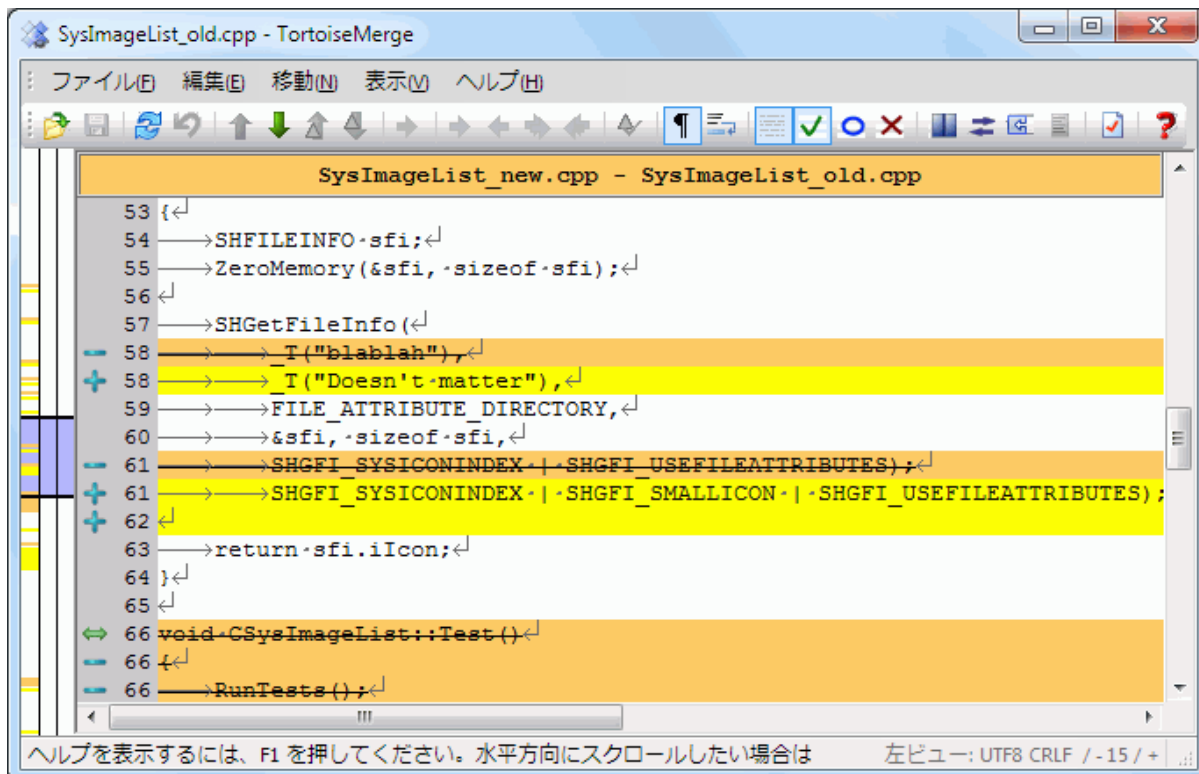 SysImageList_old.cpp - TortoiseMerge
ファイル(F) 編集(E) 移動(N) 表示(V) ヘルプ(H)
SysImageList_new.cpp - SysImageList_old.cpp
53 {↵
54 ⟶SHFILEINFO·sfi;↵
55 ⟶ZeroMemory(&sfi,·sizeof·sfi);↵
56 ↵
57 ⟶SHGetFileInfo(↵
58 ⟶⟶_T("blablah"),↵
58 ⟶⟶_T("Doesn't·matter"),↵
59 ⟶⟶FILE_ATTRIBUTE_DIRECTORY,↵
60 ⟶⟶&sfi,·sizeof·sfi,↵
61 ⟶⟶SHGFI_SYSICONINDEX·|·SHGFI_USEFILEATTRIBUTES);↵
61 ⟶⟶SHGFI_SYSICONINDEX·|·SHGFI_SMALLICON·|·SHGFI_USEFILEATTRIBUTES);
62 ↵
63 ⟶return·sfi.iIcon;↵
64 }↵
65 ↵
66 void·CSysImageList::Test()↵
66 {↵
66 ⟶RunTests();↵
ヘルプを表示するには、F1 を押してください。水平方向にスクロールしたい場合は 左ビュー: UTF8 CRLF / -15 / +